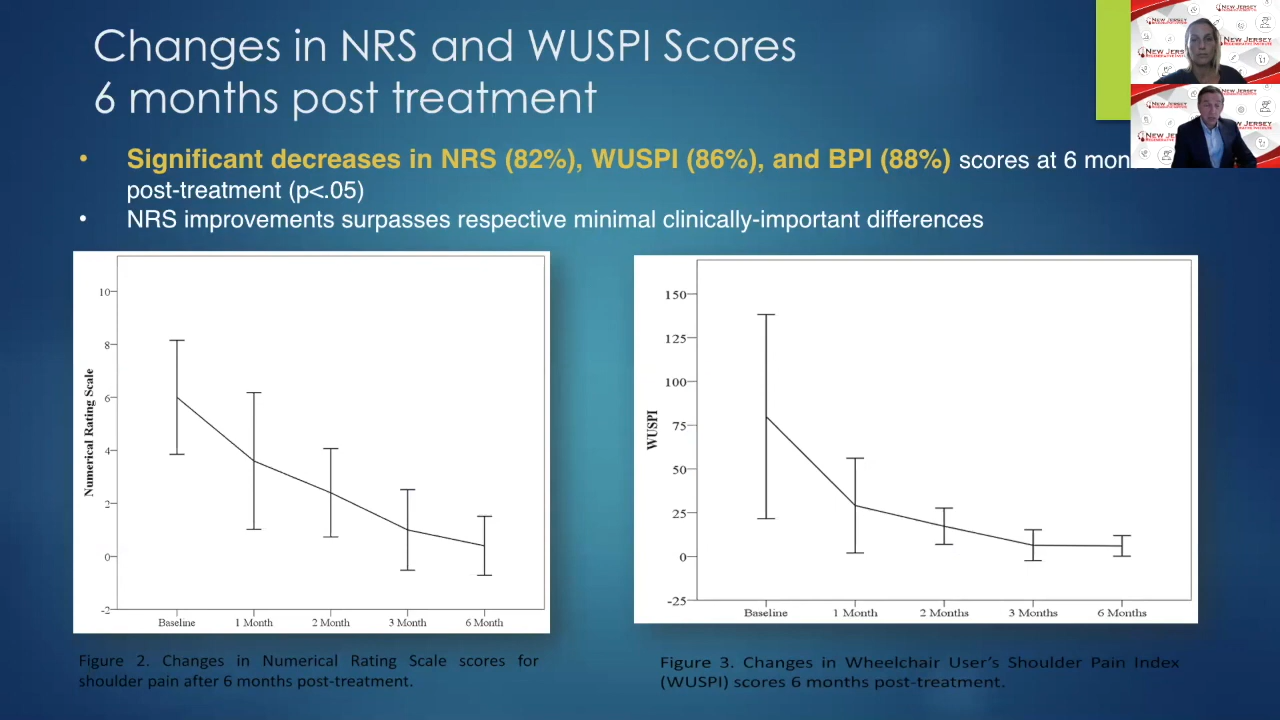 Changes in NRS and WUSPI Scores
6 months post treatment
• Significant decreases in NRS (82%), WUSPI (86%), and BPI (88%) scores at 6
post-treatment (p<.05)
• NRS improvements surpasses respective minimal clinically-important differences
Numerical Rating Scale
10
8
6
4
2
0
-2
Baseline 1 Month 2 Month 3 Month 6 Month
Figure 2. Changes in Numerical Rating Scale scores for
shoulder pain after 6 months post-treatment.
WUSPI
150
125
100
75
50
25
0
-25
Baseline 1 Month 2 Months 3 Months 6 Months
Figure 3. Changes in Wheelchair User's Shoulder Pain Index
(WUSPI) scores 6 months post-treatment.
NEW JERSEY
NEW JERSEY